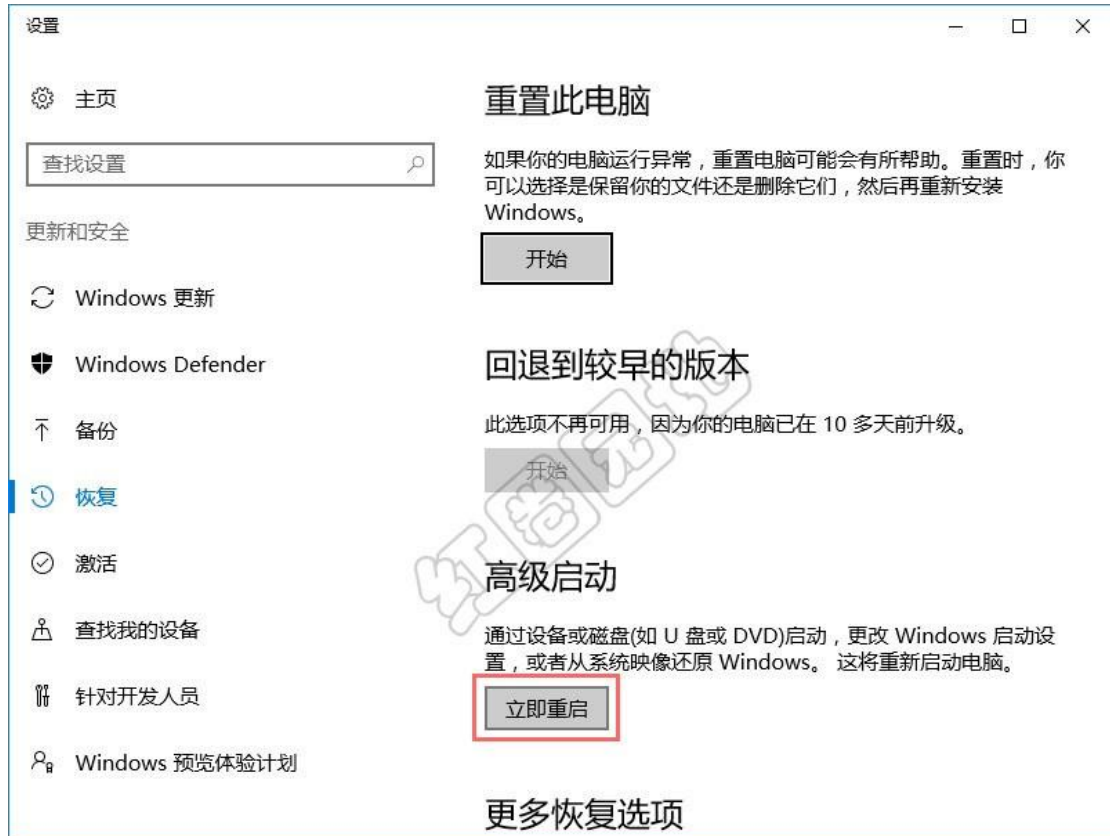 设置
主页
查找设置
更新和安全
Windows 更新
Windows Defender
备份
恢复
激活
查找我的设备
针对开发人员
Windows 预览体验计划
重置此电脑
如果你的电脑运行异常，重置电脑可能会有所帮助。重置时，你
可以选择是保留你的文件还是删除它们，然后再重新安装
Windows。
开始
回退到较早的版本
此选项不再可用，因为你的电脑已在 10 多天前升级。
开始
高级启动
通过设备或磁盘(如 U 盘或 DVD)启动，更改 Windows 启动设
置，或者从系统映像还原 Windows。 这将重新启动电脑。
立即重启
更多恢复选项